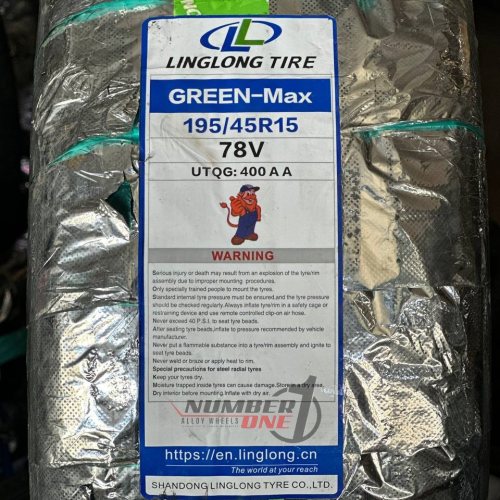 LINGLONG TIRE
GREEN-Max
195/45R15
78V
UTQG: 400 A A
WARNING
Serious injury or death may result from an explosion of the tyre/rim
assembly due to improper mounting procedures.
Only specially trained people to mount the tires.
Standard internal tyre pressure must be ensured,and the tyre pressure
should be checked regularly.Always inflate tyre/rim in a safety cage or
restraining device and use remote controlled clip-on air hose.
Never exceed 40 P.S.I. to seat tyre beads.
After seating tyre beads,inflate to pressure recommended by vehicle
manufacturer.
Never put a flammable substance into a tyre/rim assembly and ignite to
seat tyre beads.
Never weld or braze or apply heat to rim.
Special precautions for steel radial tyres
Keep your tyres dry.
Moisture trapped inside tyres can cause damage.Store in a dry area.
Dry interior before mounting.Inflate with dry air.
NUMBER
ONE 1
ALLOY WHEELS
https://en.linglong.cn
The world at your reach
SHANDONG LINGLONG TYRE CO.,LTD.